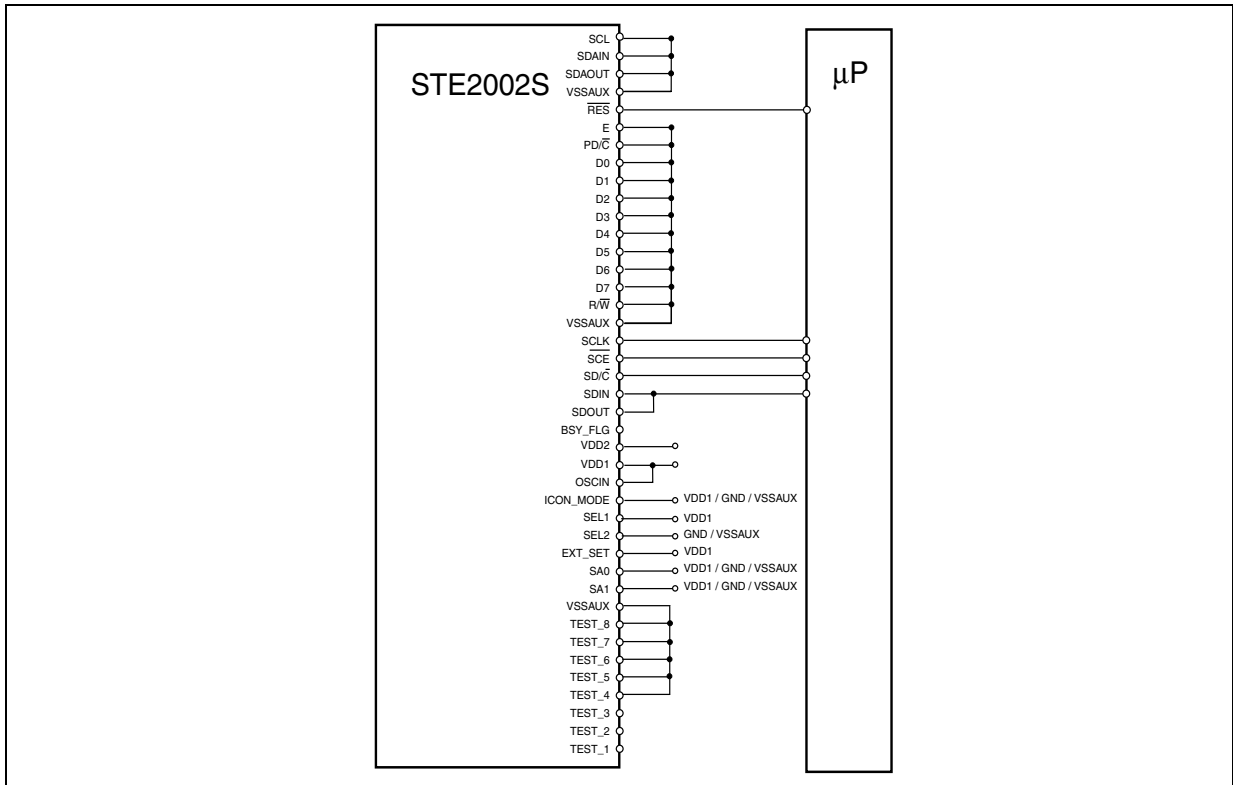 STE2002S
μP
SCL
SDAIN
SDAOUT
VSSAUX
R̅E̅S̅
E
PD/C̅
D0
D1
D2
D3
D4
D5
D6
D7
R/W̅
VSSAUX
SCLK
S̅C̅E̅
SD/C̅
SDIN
SDOUT
BSY_FLG
VDD2
VDD1
OSCIN
ICON_MODE VDD1 / GND / VSSAUX
SEL1 VDD1
SEL2 GND / VSSAUX
EXT_SET VDD1
SA0 VDD1 / GND / VSSAUX
SA1 VDD1 / GND / VSSAUX
VSSAUX
TEST_8
TEST_7
TEST_6
TEST_5
TEST_4
TEST_3
TEST_2
TEST_1